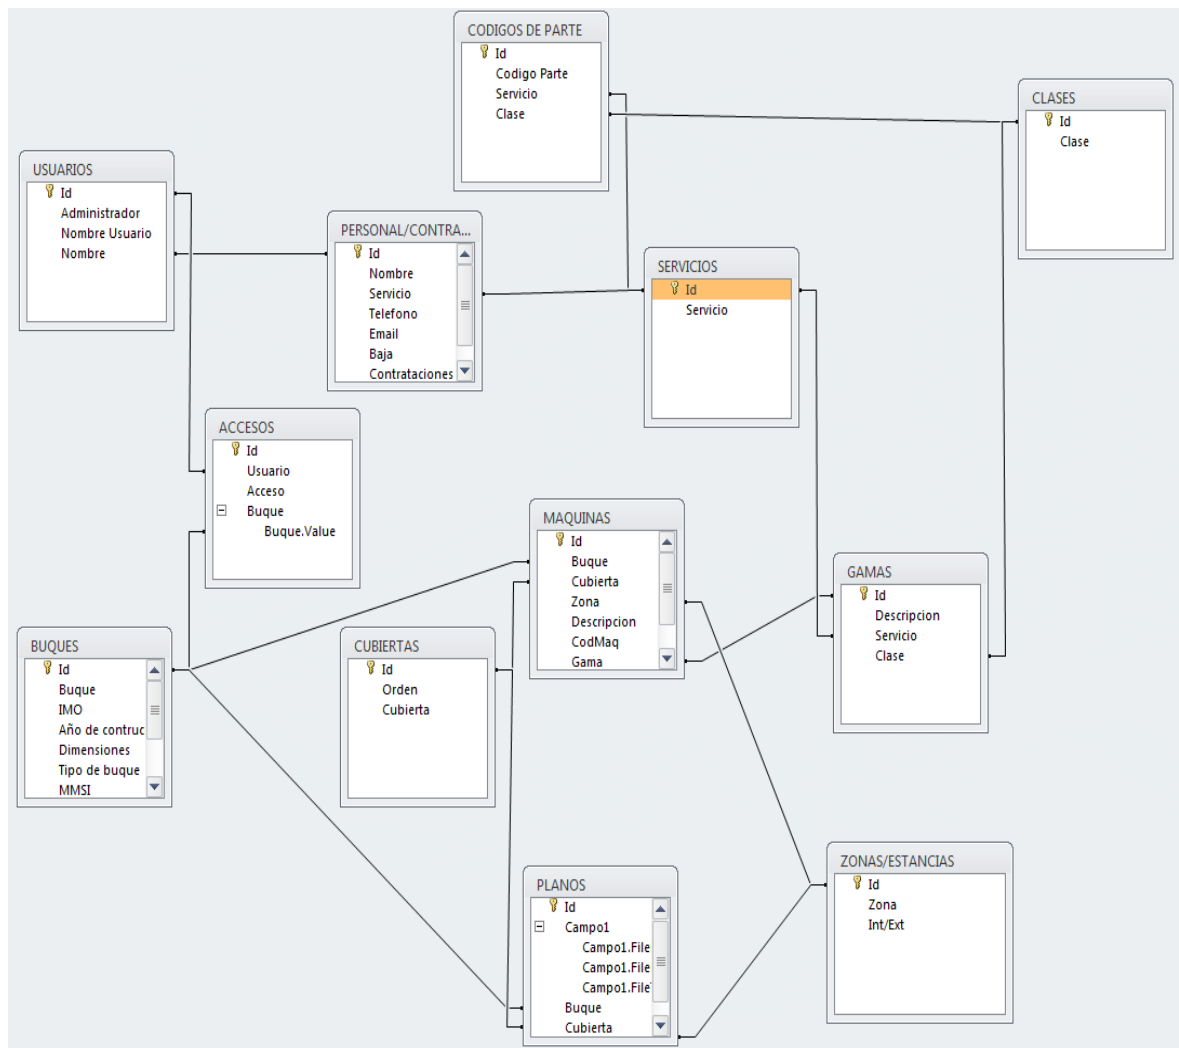 CODIGOS DE PARTE
Id
Codigo Parte
Servicio
Clase
CLASES
Id
Clase
USUARIOS
Id
Administrador
Nombre Usuario
Nombre
PERSONAL/CONTRA...
Id
Nombre
Servicio
Telefono
Email
Baja
Contrataciones
SERVICIOS
Id
Servicio
ACCESOS
Id
Usuario
Acceso
Buque
Buque.Value
MAQUINAS
Id
Buque
Cubierta
Zona
Descripcion
CodMaq
Gama
GAMAS
Id
Descripcion
Servicio
Clase
BUQUES
Id
Buque
IMO
Año de contruc
Dimensiones
Tipo de buque
MMSI
CUBIERTAS
Id
Orden
Cubierta
PLANOS
Id
Campo1
Campo1.File
Campo1.File
Campo1.File
Buque
Cubierta
ZONAS/ESTANCIAS
Id
Zona
Int/Ext